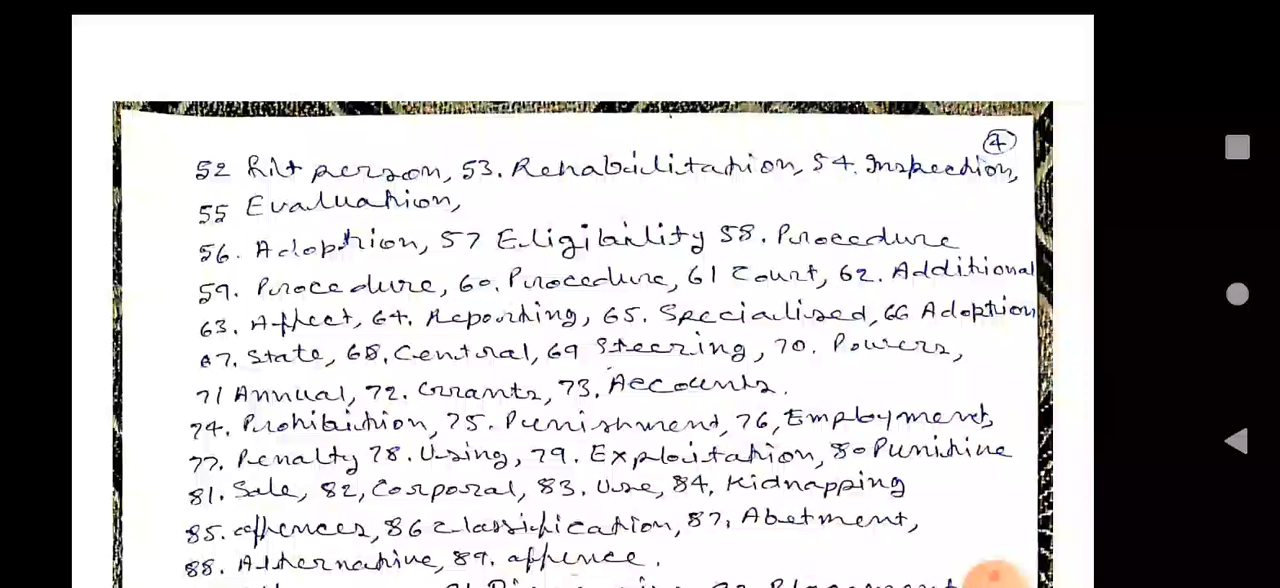 4
52 fit person, 53. Rehabilitation, 54. Inspection,
55 Evaluation,
56. Adoption, 57 Eligibility 58. Procedure
59. Procedure, 60. Procedure, 61 Court, 62. Additional
63. Affect, 64. Reporting, 65. Specialised, 66 Adoption
67. State, 68. Central, 69 Steering, 70. Powers,
71 Annual, 72. Grants, 73. Accounts.
74. Prohibition, 75. Punishment, 76, Employment,
77. Penalty 78. Using, 79. Exploitation, 80 Punitive
81. Sale, 82, Corporal, 83. Use, 84. Kidnapping
85. offences, 86 classification, 87, Abetment,
88. Alternative, 89. offence.